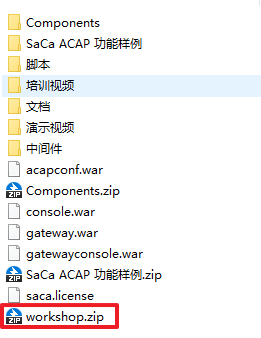 Components
SaCa ACAP 功能样例
脚本
培训视频
文档
演示视频
中间件
acapconf.war
Components.zip
console.war
gateway.war
gatewayconsole.war
SaCa ACAP 功能样例.zip
saca.license
workshop.zip